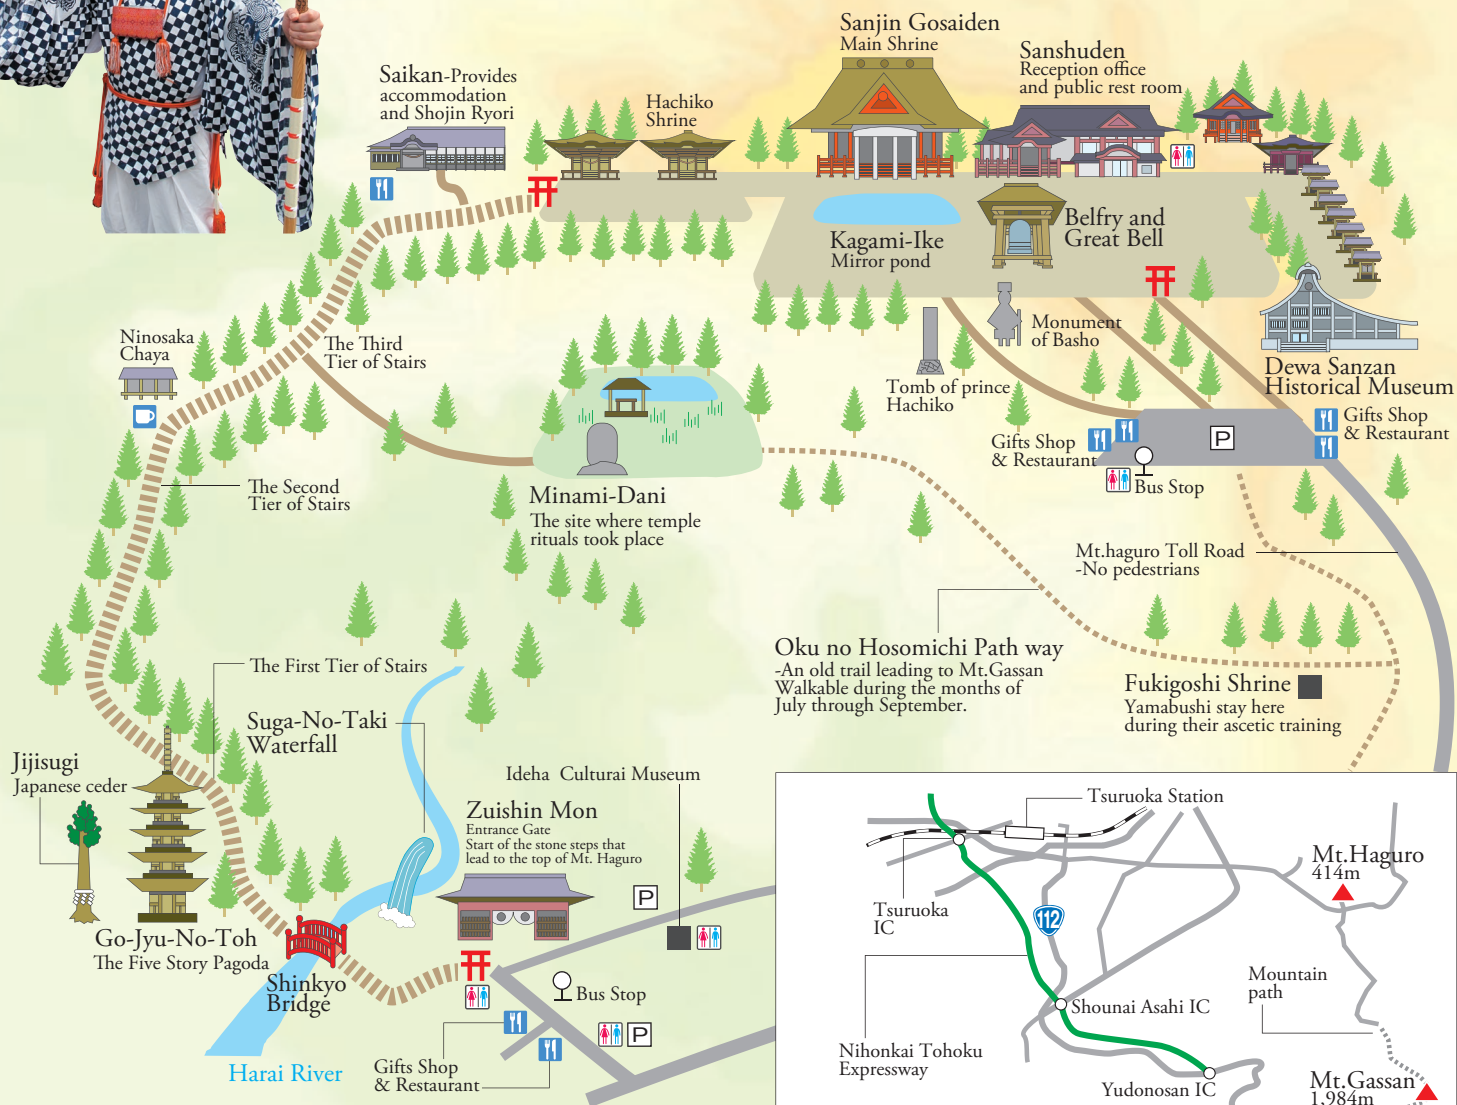 Sanjin Gosaiden
Main Shrine
Sanshuden
Reception office
and public rest room
Saikan-Provides
accommodation
and Shojin Ryori
Hachiko
Shrine
Kagami-Ike
Mirror pond
Belfry and
Great Bell
Monument
of Basho
Tomb of prince
Hachiko
Dewa Sanzan
Historical Museum
Gifts Shop
& Restaurant
Gifts Shop
& Restaurant
P
Bus Stop
Ninosaka
Chaya
The Third
Tier of Stairs
The Second
Tier of Stairs
Minami-Dani
The site where temple
rituals took place
Mt.haguro Toll Road
-No pedestrians
Oku no Hosomichi Path way
-An old trail leading to Mt.Gassan
Walkable during the months of
July through September.
Fukigoshi Shrine
Yamabushi stay here
during their ascetic training
The First Tier of Stairs
Suga-No-Taki
Waterfall
Jijisugi
Japanese ceder
Ideha Culturai Museum
Zuishin Mon
Entrance Gate
Start of the stone steps that
lead to the top of Mt. Haguro
P
Go-Jyu-No-Toh
The Five Story Pagoda
Shinkyo
Bridge
Bus Stop
P
Harai River
Gifts Shop
& Restaurant
Tsuruoka Station
Mt.Haguro
414m
Tsuruoka
IC
112
Mountain
path
Shounai Asahi IC
Nihonkai Tohoku
Expressway
Yudonosan IC
Mt.Gassan
1,984m